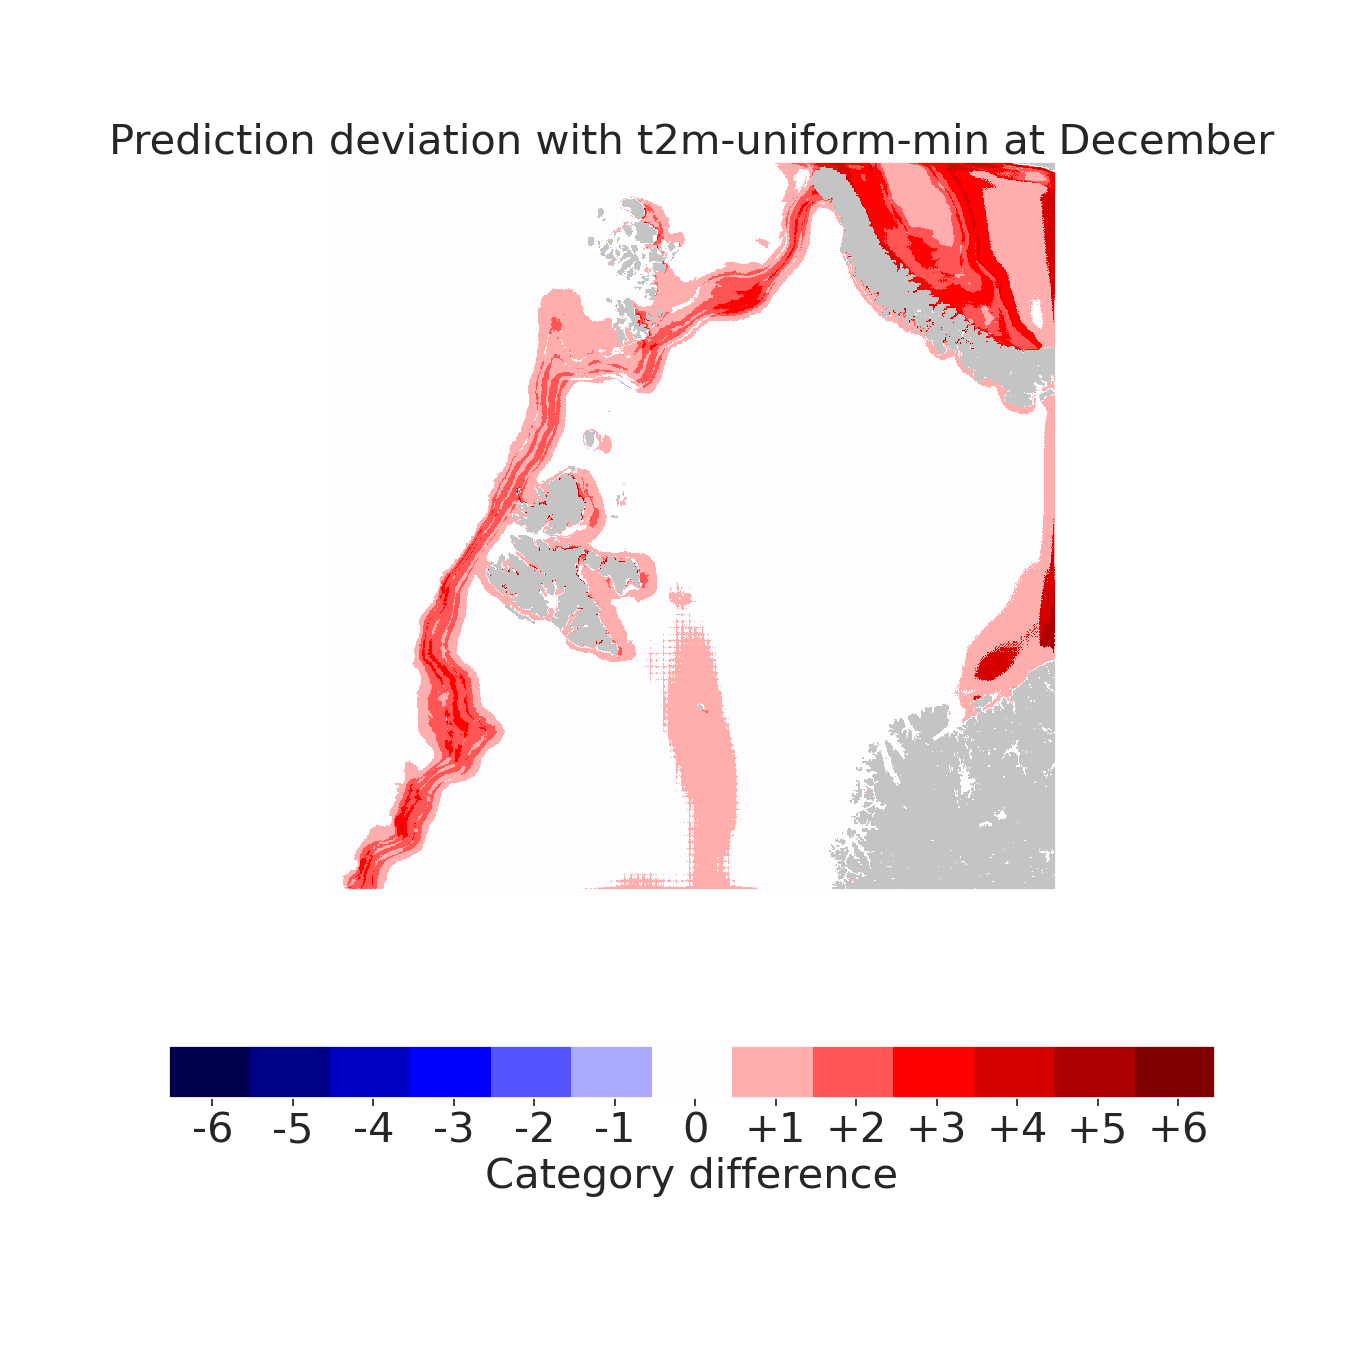 Prediction deviation with t2m-uniform-min at December
-6 -5 -4 -3 -2 -1 0 +1 +2 +3 +4 +5 +6
Category difference